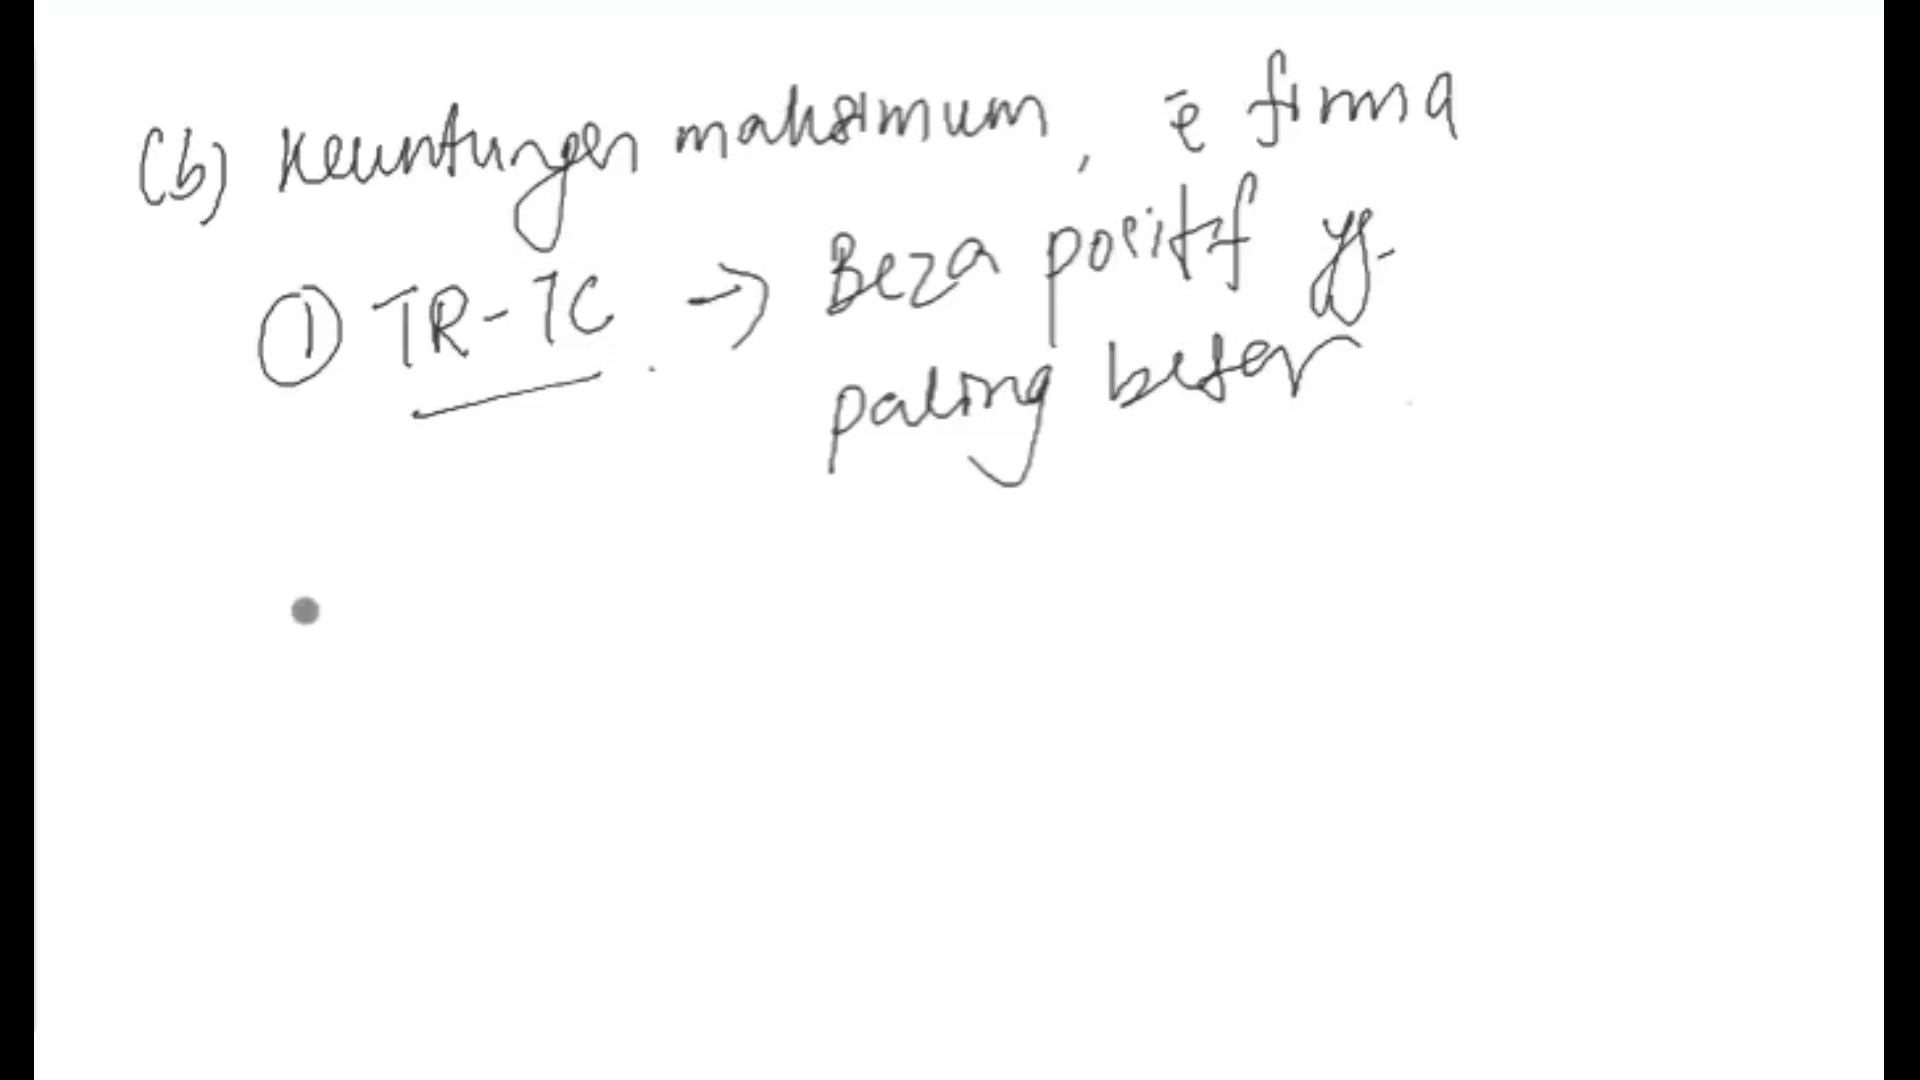 (b) Keuntungan maksimum, ē firma
① TR-TC → Beza positif yg.
paling besar